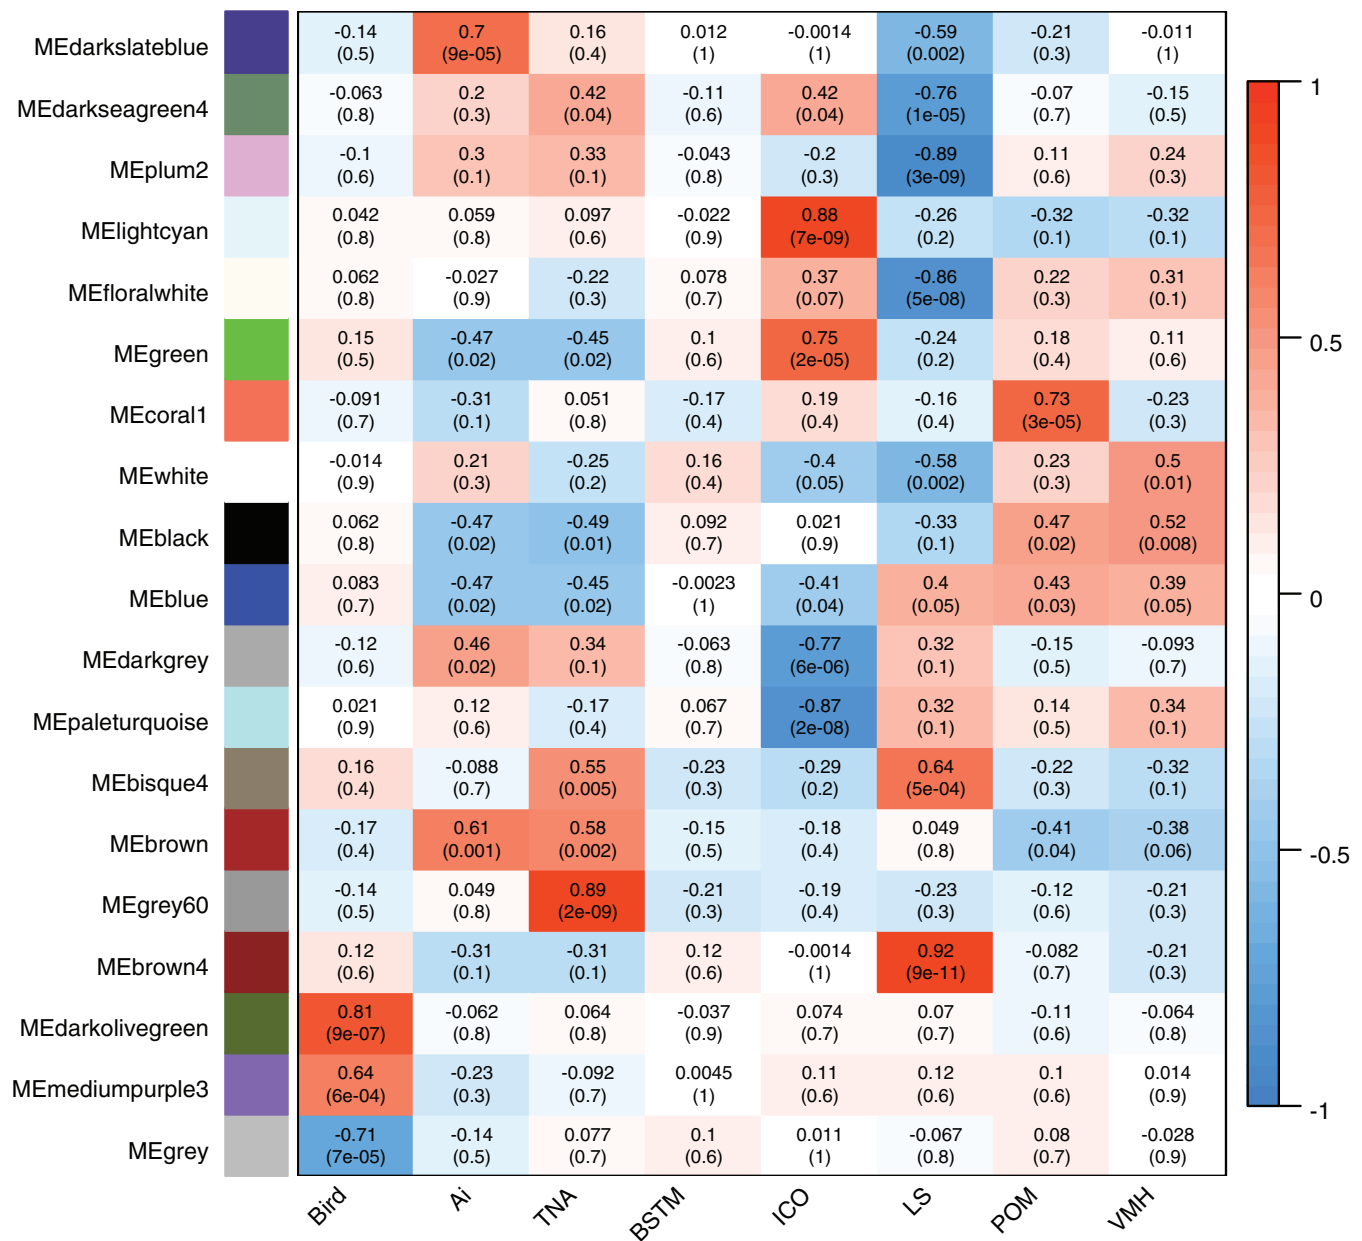 MEdarkslateblue -0.14 0.7 0.16 0.012 -0.0014 -0.59 -0.21 -0.011
(0.5) (9e-05) (0.4) (1) (1) (0.002) (0.3) (1)
MEdarkseagreen4 -0.063 0.2 0.42 -0.11 0.42 -0.76 -0.07 -0.15
(0.8) (0.3) (0.04) (0.6) (0.04) (1e-05) (0.7) (0.5)
MEplum2 -0.1 0.3 0.33 -0.043 -0.2 -0.89 0.11 0.24
(0.6) (0.1) (0.1) (0.8) (0.3) (3e-09) (0.6) (0.3)
MElightcyan 0.042 0.059 0.097 -0.022 0.88 -0.26 -0.32 -0.32
(0.8) (0.8) (0.6) (0.9) (7e-09) (0.2) (0.1) (0.1)
MEfloralwhite 0.062 -0.027 -0.22 0.078 0.37 -0.86 0.22 0.31
(0.8) (0.9) (0.3) (0.7) (0.07) (5e-08) (0.3) (0.1)
MEgreen 0.15 -0.47 -0.45 0.1 0.75 -0.24 0.18 0.11
(0.5) (0.02) (0.02) (0.6) (2e-05) (0.2) (0.4) (0.6)
MEcoral1 -0.091 -0.31 0.051 -0.17 0.19 -0.16 0.73 -0.23
(0.7) (0.1) (0.8) (0.4) (0.4) (0.4) (3e-05) (0.3)
MEwhite -0.014 0.21 -0.25 0.16 -0.4 -0.58 0.23 0.5
(0.9) (0.3) (0.2) (0.4) (0.05) (0.002) (0.3) (0.01)
MEblack 0.062 -0.47 -0.49 0.092 0.021 -0.33 0.47 0.52
(0.8) (0.02) (0.01) (0.7) (0.9) (0.1) (0.02) (0.008)
MEblue 0.083 -0.47 -0.45 -0.0023 -0.41 0.4 0.43 0.39
(0.7) (0.02) (0.02) (1) (0.04) (0.05) (0.03) (0.05)
MEdarkgrey -0.12 0.46 0.34 -0.063 -0.77 0.32 -0.15 -0.093
(0.6) (0.02) (0.1) (0.8) (6e-06) (0.1) (0.5) (0.7)
MEpaleturquoise 0.021 0.12 -0.17 0.067 -0.87 0.32 0.14 0.34
(0.9) (0.6) (0.4) (0.7) (2e-08) (0.1) (0.5) (0.1)
MEbisque4 0.16 -0.088 0.55 -0.23 -0.29 0.64 -0.22 -0.32
(0.4) (0.7) (0.005) (0.3) (0.2) (5e-04) (0.3) (0.1)
MEbrown -0.17 0.61 0.58 -0.15 -0.18 0.049 -0.41 -0.38
(0.4) (0.001) (0.002) (0.5) (0.4) (0.8) (0.04) (0.06)
MEgrey60 -0.14 0.049 0.89 -0.21 -0.19 -0.23 -0.12 -0.21
(0.5) (0.8) (2e-09) (0.3) (0.4) (0.3) (0.6) (0.3)
MEbrown4 0.12 -0.31 -0.31 0.12 -0.0014 0.92 -0.082 -0.21
(0.6) (0.1) (0.1) (0.6) (1) (9e-11) (0.7) (0.3)
MEdarkolivegreen 0.81 -0.062 0.064 -0.037 0.074 0.07 -0.11 -0.064
(9e-07) (0.8) (0.8) (0.9) (0.7) (0.7) (0.6) (0.8)
MEmediumpurple3 0.64 -0.23 -0.092 0.0045 0.11 0.12 0.1 0.014
(6e-04) (0.3) (0.7) (1) (0.6) (0.6) (0.6) (0.9)
MEgrey -0.71 -0.14 0.077 0.1 0.011 -0.067 0.08 -0.028
(7e-05) (0.5) (0.7) (0.6) (1) (0.8) (0.7) (0.9)
Bird Ai TNA BSTM ICO LS POM VMH
1
0.5
0
-0.5
-1